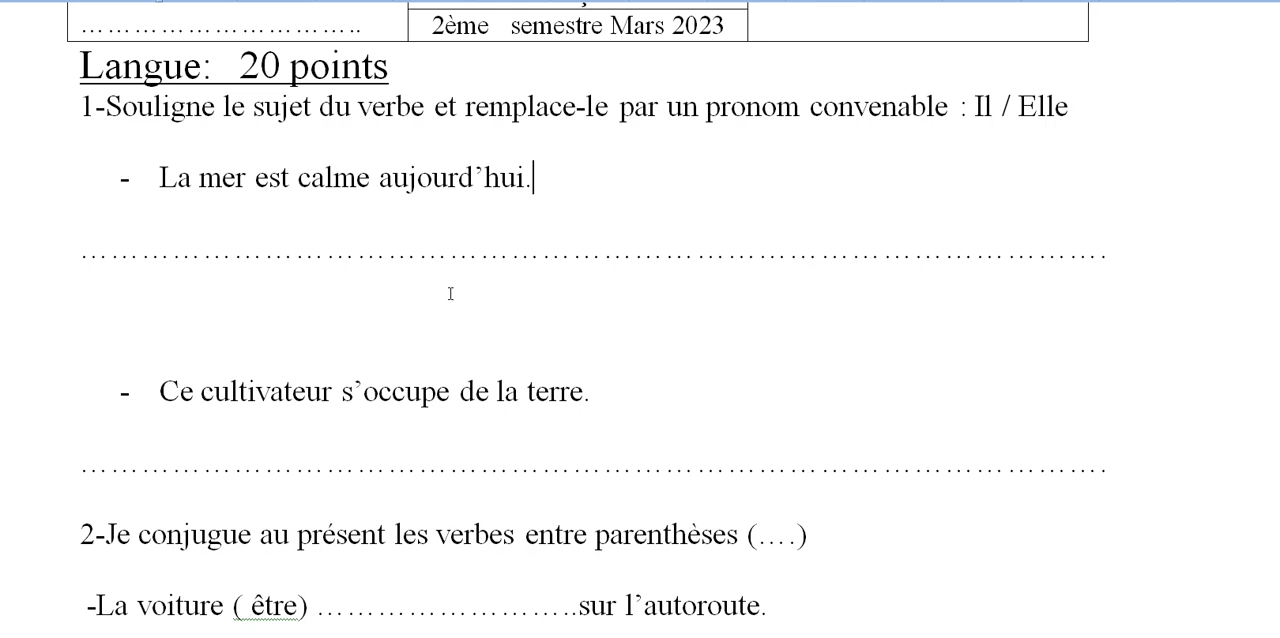 ……………………………..
2ème semestre Mars 2023
Langue: 20 points
1-Souligne le sujet du verbe et remplace-le par un pronom convenable : Il / Elle
- La mer est calme aujourd’hui.
………………………………………………………………………………………….
- Ce cultivateur s’occupe de la terre.
………………………………………………………………………………………….
2-Je conjugue au présent les verbes entre parenthèses (….)
-La voiture ( être) ……………………..sur l’autoroute.